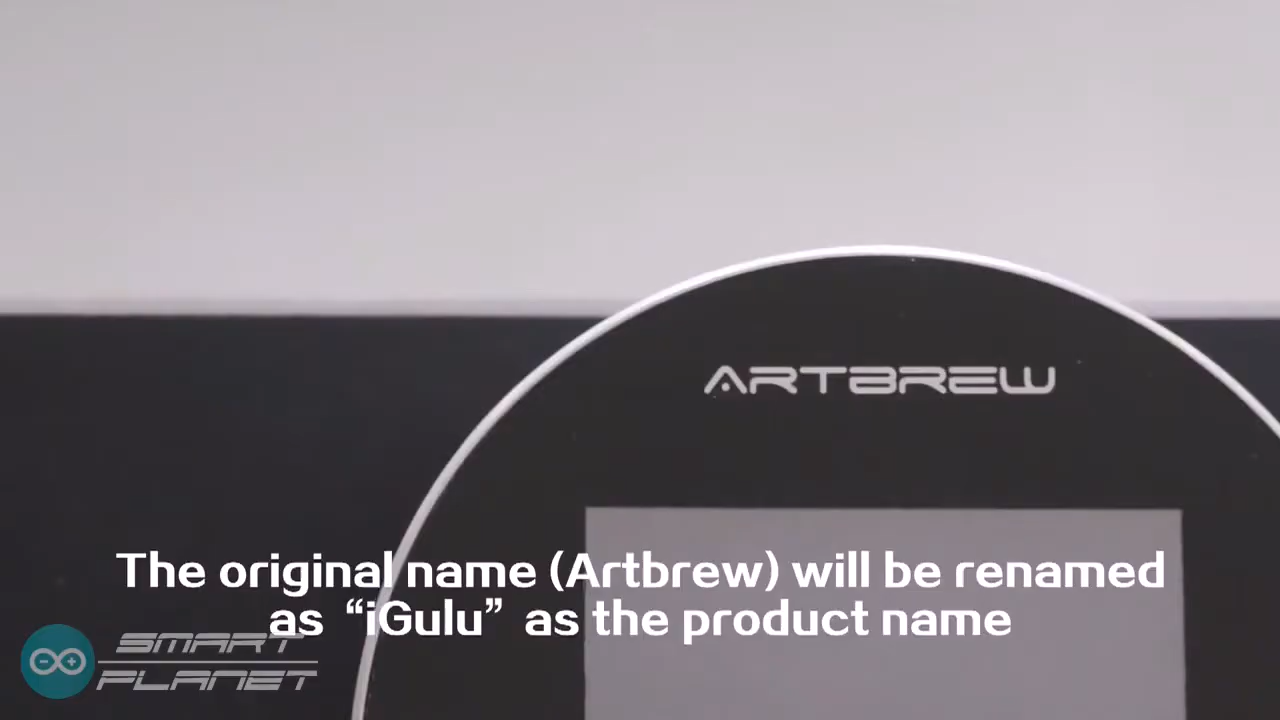 ARTBREW
The original name (Artbrew) will be renamed
as “iGulu” as the product name
SMART
PLANET